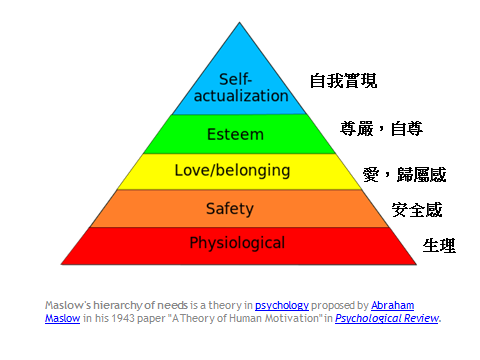 Self-
actualization 自我實現
Esteem 尊嚴，自尊
Love/belonging 愛，歸屬感
Safety 安全感
Physiological 生理
Maslow's hierarchy of needs is a theory in psychology proposed by Abraham
Maslow in his 1943 paper "A Theory of Human Motivation" in Psychological Review.